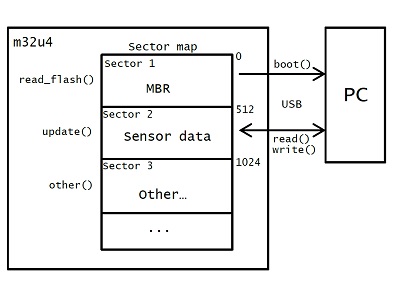 m32u4
Sector map
0
Sector 1
boot()
read_flash()
MBR
PC
512
USB
Sector 2
update()
Sensor data
read()
write()
1024
Sector 3
other()
Other…
...